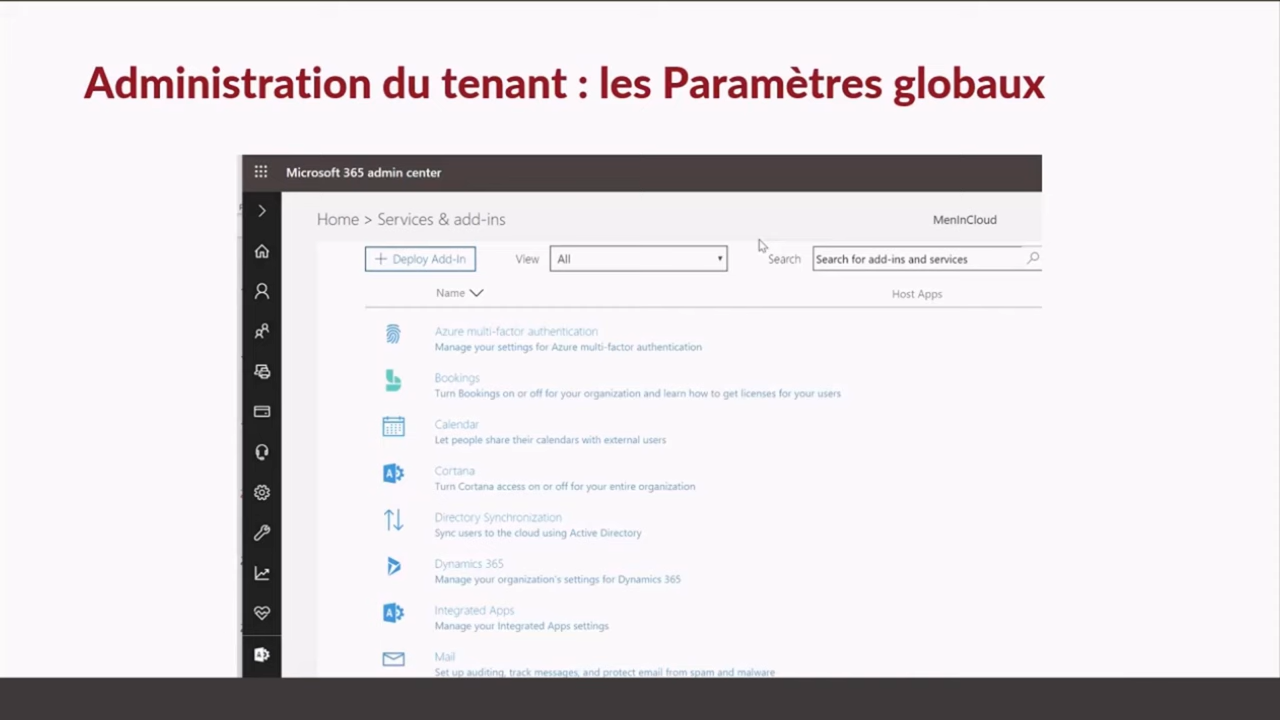 Administration du tenant : les Paramètres globaux
Microsoft 365 admin center
Home > Services & add-ins
MenInCloud
+ Deploy Add-In
View
All
Search
Search for add-ins and services
Name
Host Apps
Azure multi-factor authentication
Manage your settings for Azure multi-factor authentication
Bookings
Turn Bookings on or off for your organization and learn how to get licenses for your users
Calendar
Let people share their calendars with external users
Cortana
Turn Cortana access on or off for your entire organization
Directory Synchronization
Sync users to the cloud using Active Directory
Dynamics 365
Manage your organization's settings for Dynamics 365
Integrated Apps
Manage your Integrated Apps settings
Mail
Set up auditing, track messages, and protect email from spam and malware